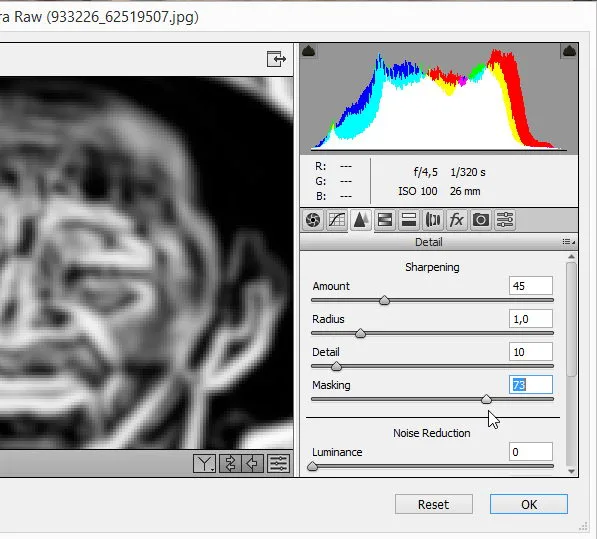 ra Raw (933226_62519507.jpg)
R: ---
G: ---
B: ---
f/4,5 1/320 s
ISO 100 26 mm
fx
Detail
Sharpening
Amount 45
Radius 1,0
Detail 10
Masking 73
Noise Reduction
Luminance 0
Y
Reset OK